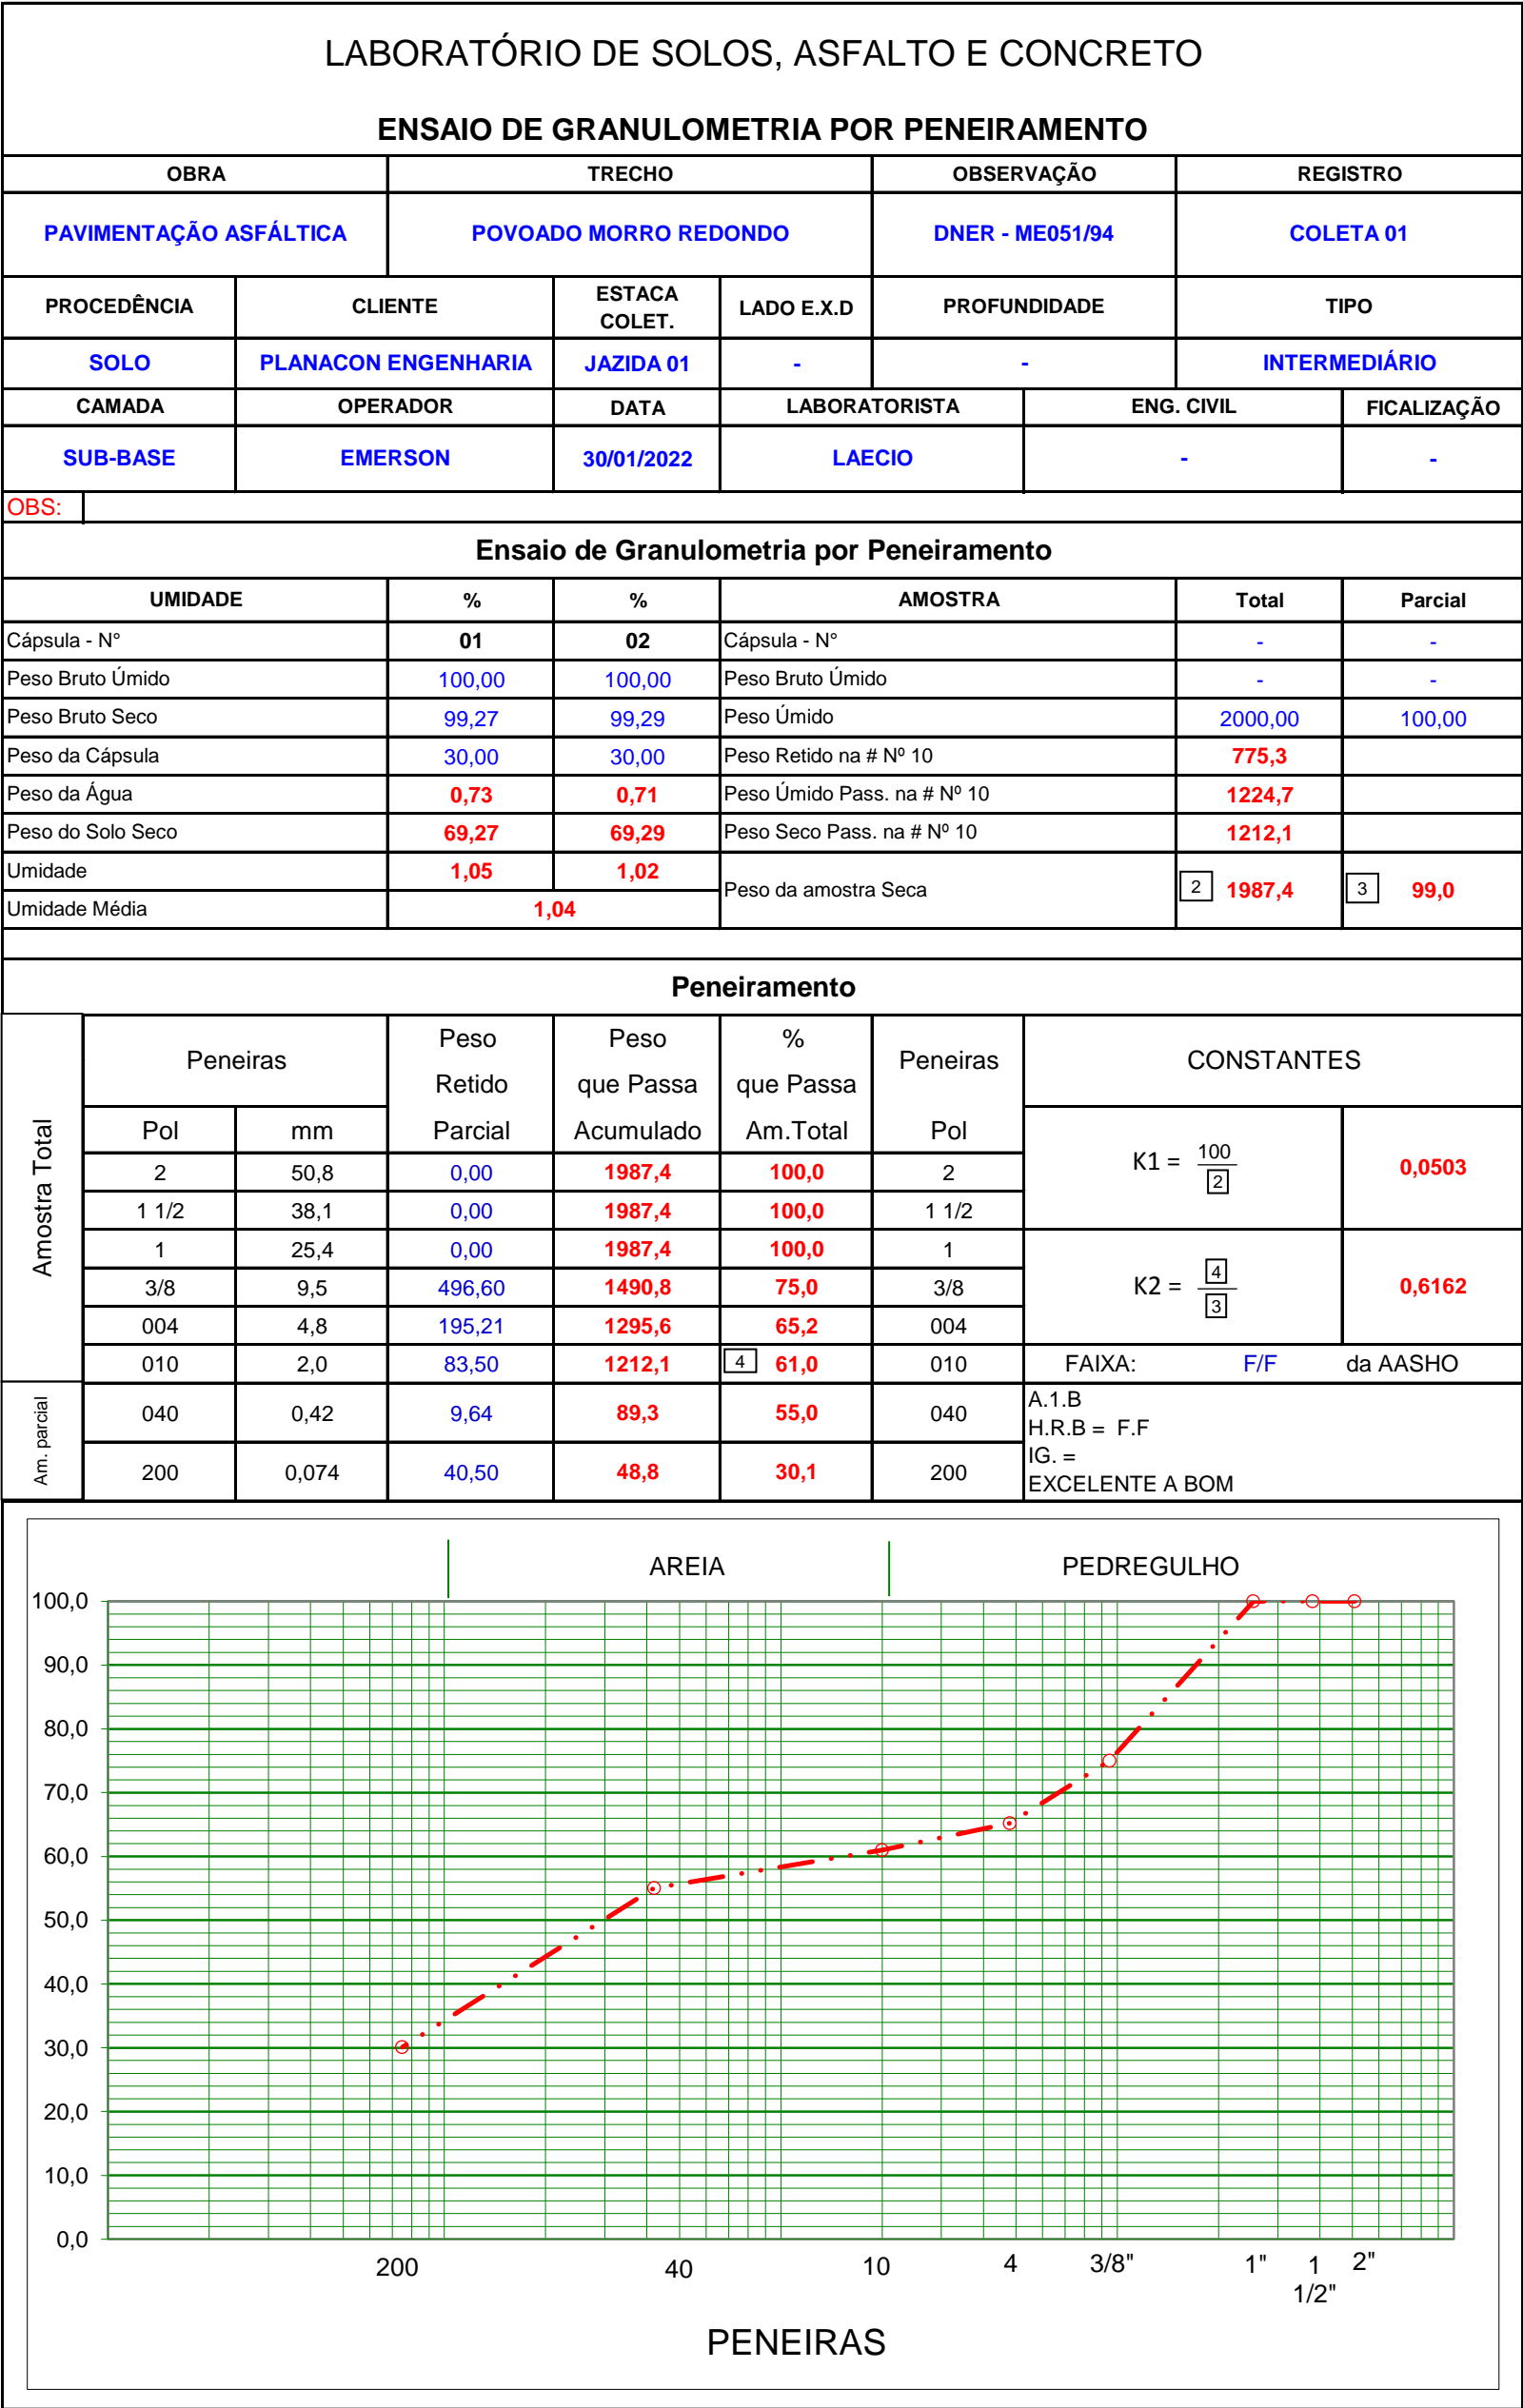 LABORATÓRIO DE SOLOS, ASFALTO E CONCRETO
ENSAIO DE GRANULOMETRIA POR PENEIRAMENTO
OBRA TRECHO OBSERVAÇÃO REGISTRO
PAVIMENTAÇÃO ASFÁLTICA POVOADO MORRO REDONDO DNER - ME051/94 COLETA 01
PROCEDÊNCIA CLIENTE ESTACA COLET. LADO E.X.D PROFUNDIDADE TIPO
SOLO PLANACON ENGENHARIA JAZIDA 01 - - INTERMEDIÁRIO
CAMADA OPERADOR DATA LABORATORISTA ENG. CIVIL FICALIZAÇÃO
SUB-BASE EMERSON 30/01/2022 LAECIO - -
OBS:
Ensaio de Granulometria por Peneiramento
UMIDADE % % AMOSTRA Total Parcial
Cápsula - N° 01 02 Cápsula - N° - -
Peso Bruto Úmido 100,00 100,00 Peso Bruto Úmido - -
Peso Bruto Seco 99,27 99,29 Peso Úmido 2000,00 100,00
Peso da Cápsula 30,00 30,00 Peso Retido na # Nº 10 775,3
Peso da Água 0,73 0,71 Peso Úmido Pass. na # Nº 10 1224,7
Peso do Solo Seco 69,27 69,29 Peso Seco Pass. na # Nº 10 1212,1
Umidade 1,05 1,02 Peso da amostra Seca 2 1987,4 3 99,0
Umidade Média 1,04
Peneiramento
Amostra Total
Peneiras Peso Retido Parcial Peso que Passa Acumulado % que Passa Am.Total Peneiras Pol CONSTANTES
Pol mm
2 50,8 0,00 1987,4 100,0 2
K1 = 100 / 2 0,0503
1 1/2 38,1 0,00 1987,4 100,0 1 1/2
1 25,4 0,00 1987,4 100,0 1
3/8 9,5 496,60 1490,8 75,0 3/8
K2 = 4 / 3 0,6162
004 4,8 195,21 1295,6 65,2 004
010 2,0 83,50 1212,1 4 61,0 010 FAIXA: F/F da AASHO
Am. parcial
040 0,42 9,64 89,3 55,0 040
200 0,074 40,50 48,8 30,1 200
A.1.B
H.R.B = F.F
IG. =
EXCELENTE A BOM
AREIA PEDREGULHO
100,0
90,0
80,0
70,0
60,0
50,0
40,0
30,0
20,0
10,0
0,0
200 40 10 4 3/8" 1" 1 1/2" 2"
PENEIRAS